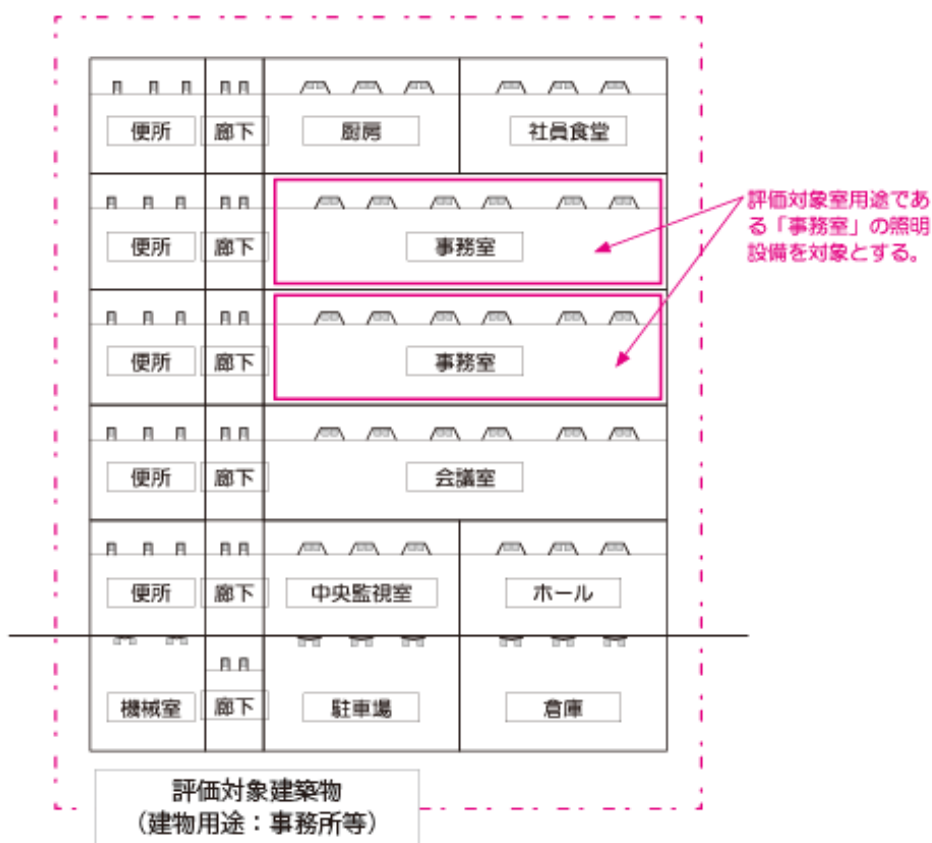 便所 廊下 厨房 社員食堂
便所 廊下 事務室
評価対象室用途であ
る「事務室」の照明
設備を対象とする。
便所 廊下 事務室
便所 廊下 会議室
便所 廊下 中央監視室 ホール
機械室 廊下 駐車場 倉庫
評価対象建築物
（建物用途：事務所等）